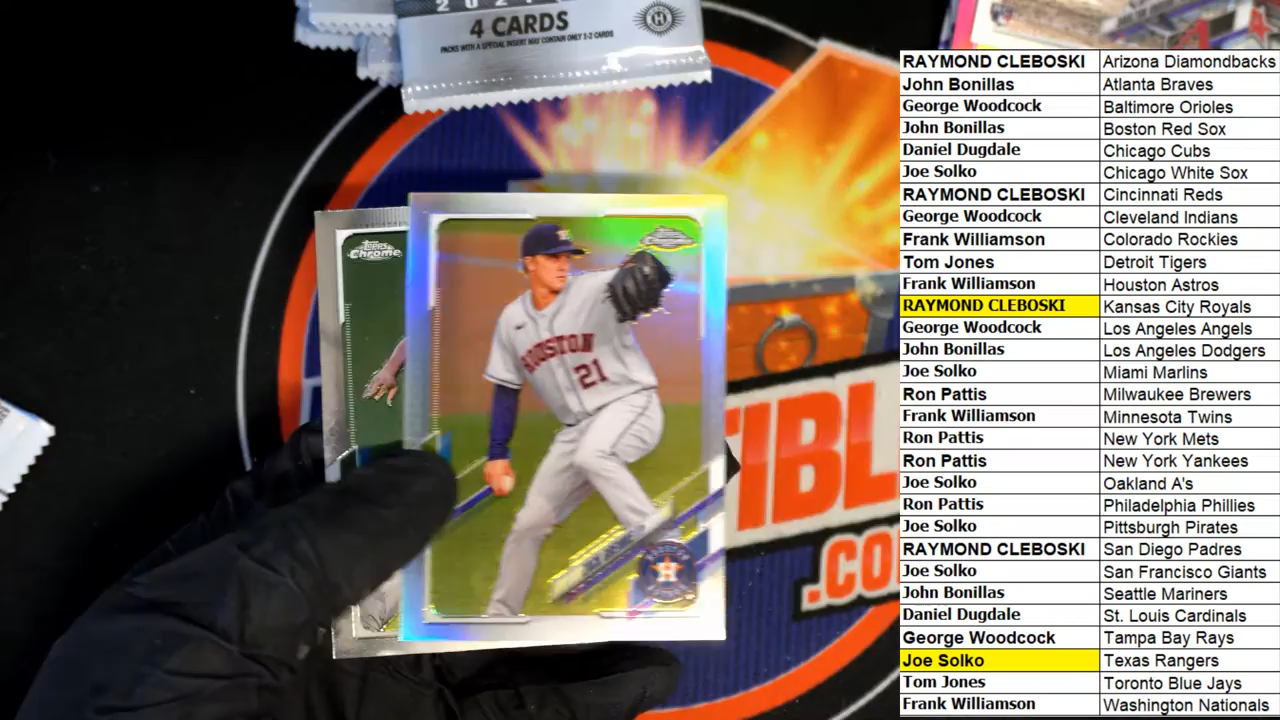 4 CARDS
PACKS WITH A SPECIAL INSERT MAY CONTAIN ONLY 2-3 CARDS
H
TOPPS
Chrome
HOUSTON
21
IBL
.CO
RAYMOND CLEBOSKI Arizona Diamondbacks
John Bonillas Atlanta Braves
George Woodcock Baltimore Orioles
John Bonillas Boston Red Sox
Daniel Dugdale Chicago Cubs
Joe Solko Chicago White Sox
RAYMOND CLEBOSKI Cincinnati Reds
George Woodcock Cleveland Indians
Frank Williamson Colorado Rockies
Tom Jones Detroit Tigers
Frank Williamson Houston Astros
RAYMOND CLEBOSKI Kansas City Royals
George Woodcock Los Angeles Angels
John Bonillas Los Angeles Dodgers
Joe Solko Miami Marlins
Ron Pattis Milwaukee Brewers
Frank Williamson Minnesota Twins
Ron Pattis New York Mets
Ron Pattis New York Yankees
Joe Solko Oakland A's
Ron Pattis Philadelphia Phillies
Joe Solko Pittsburgh Pirates
RAYMOND CLEBOSKI San Diego Padres
Joe Solko San Francisco Giants
John Bonillas Seattle Mariners
Daniel Dugdale St. Louis Cardinals
George Woodcock Tampa Bay Rays
Joe Solko Texas Rangers
Tom Jones Toronto Blue Jays
Frank Williamson Washington Nationals